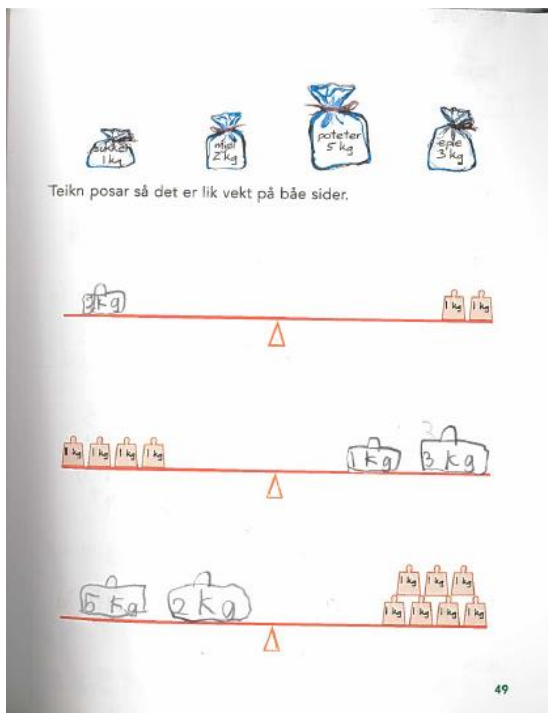 sukker mjøl poteter eple
1 kg 2 kg 5 kg 3 kg
Teikn posar så det er lik vekt på båe sider.
2 kg 1 kg 1 kg
1 kg 1 kg 1 kg 1 kg 1 kg 3 kg
1 kg 1 kg 1 kg
5 kg 2 kg 1 kg 1 kg 1 kg 1 kg
49